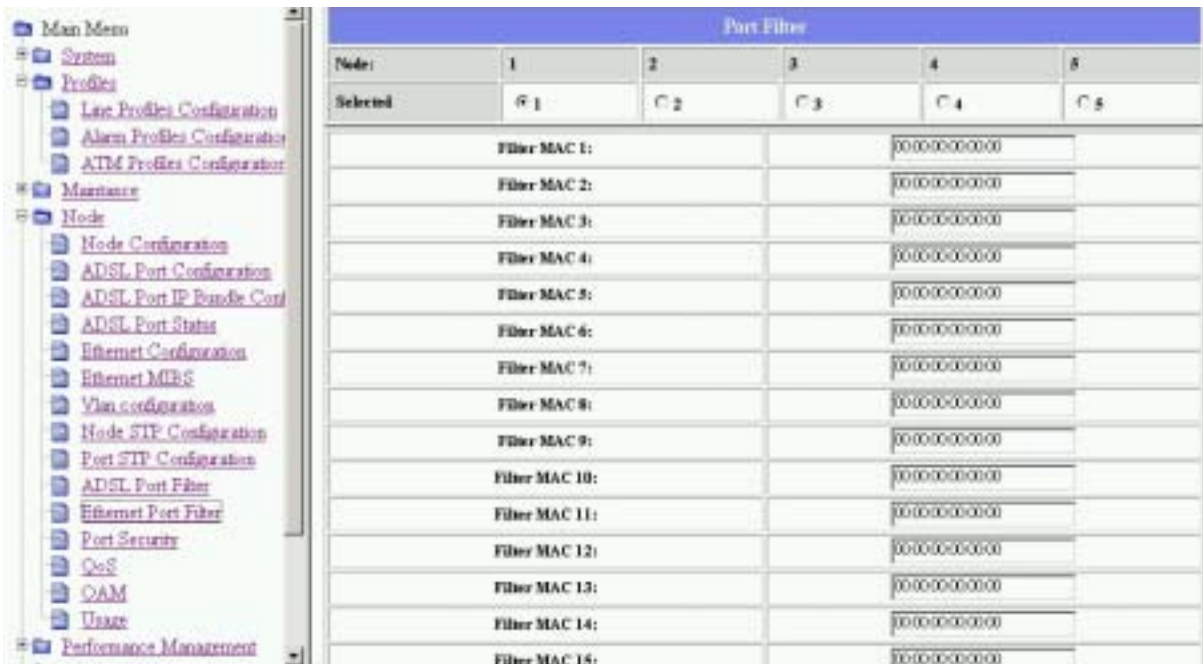 Main Menu
System
Profiles
Line Profiles Configuration
Alarm Profiles Configuration
ATM Profiles Configuration
Maintance
Node
Node Configuration
ADSL Port Configuration
ADSL Port IP Bundle Conf
ADSL Port Status
Ethernet Configuration
Ethernet MIBS
Vlan configuration
Node STP Configuration
Port STP Configuration
ADSL Port Filter
Ethernet Port Filter
Port Security
QoS
OAM
Usage
Performance Management
Port Filter
Node: 1 2 3 4 5
Selected 1 2 3 4 5
Filter MAC 1: 00:00:00:00:00:00
Filter MAC 2: 00:00:00:00:00:00
Filter MAC 3: 00:00:00:00:00:00
Filter MAC 4: 00:00:00:00:00:00
Filter MAC 5: 00:00:00:00:00:00
Filter MAC 6: 00:00:00:00:00:00
Filter MAC 7: 00:00:00:00:00:00
Filter MAC 8: 00:00:00:00:00:00
Filter MAC 9: 00:00:00:00:00:00
Filter MAC 10: 00:00:00:00:00:00
Filter MAC 11: 00:00:00:00:00:00
Filter MAC 12: 00:00:00:00:00:00
Filter MAC 13: 00:00:00:00:00:00
Filter MAC 14: 00:00:00:00:00:00
Filter MAC 15: 00:00:00:00:00:00